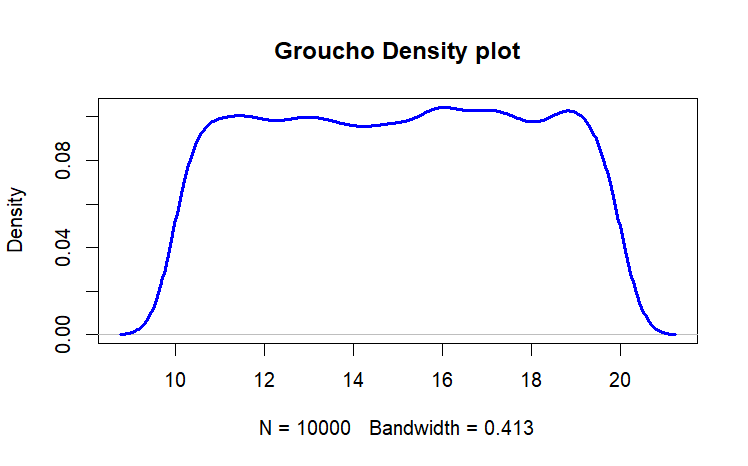 Groucho Density plot
Density
0.08
0.04
0.00
10 12 14 16 18 20
N = 10000 Bandwidth = 0.413